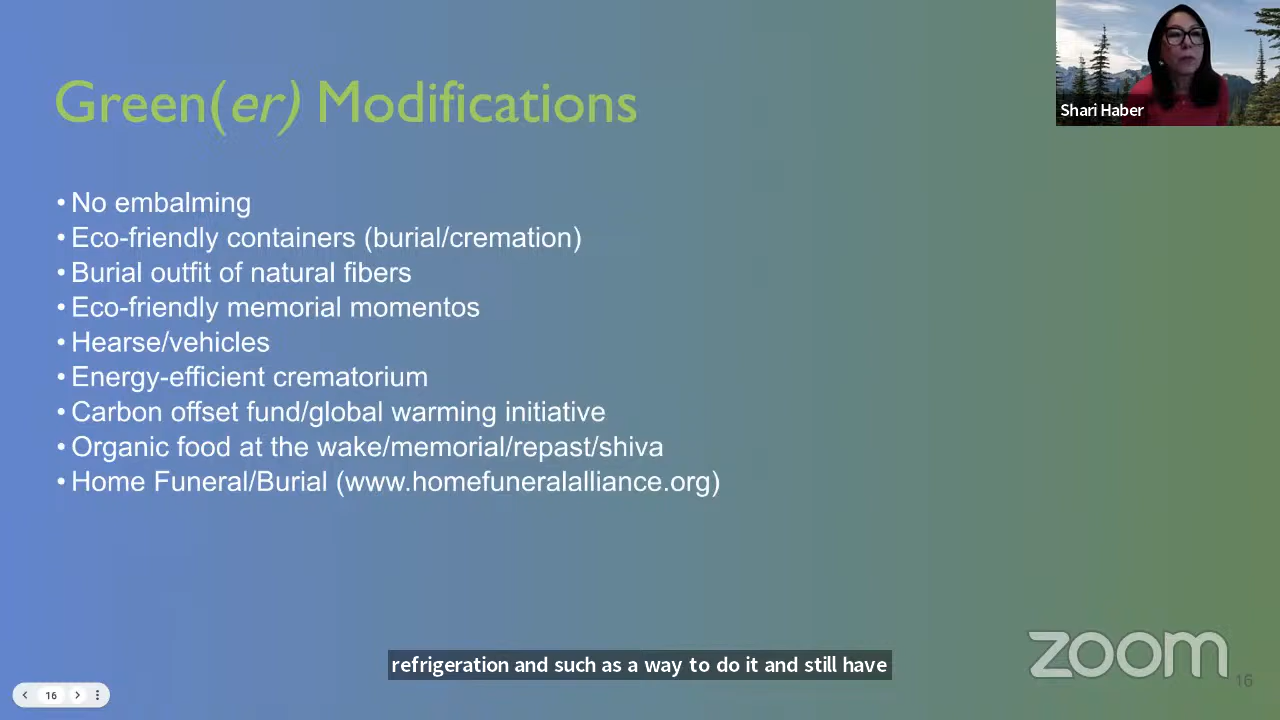 Green(er) Modifications
Shari Haber
• No embalming
• Eco-friendly containers (burial/cremation)
• Burial outfit of natural fibers
• Eco-friendly memorial momentos
• Hearse/vehicles
• Energy-efficient crematorium
• Carbon offset fund/global warming initiative
• Organic food at the wake/memorial/repast/shiva
• Home Funeral/Burial (www.homefuneralalliance.org)
refrigeration and such as a way to do it and still have
zoom
16
16